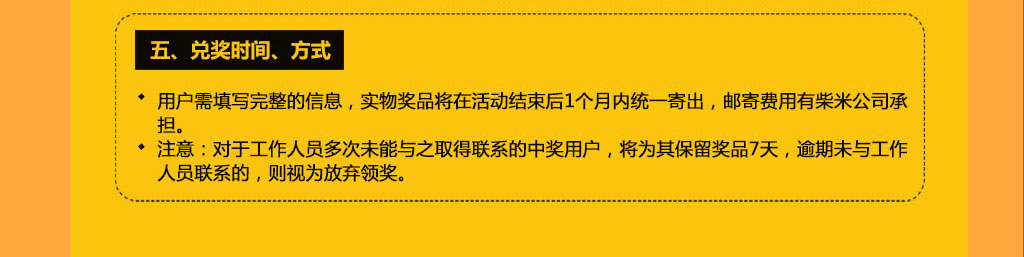 五、兑奖时间、方式
用户需填写完整的信息，实物奖品将在活动结束后1个月内统一寄出，邮寄费用有柴米公司承
担。
注意：对于工作人员多次未能与之取得联系的中奖用户，将为其保留奖品7天，逾期未与工作
人员联系的，则视为放弃领奖。